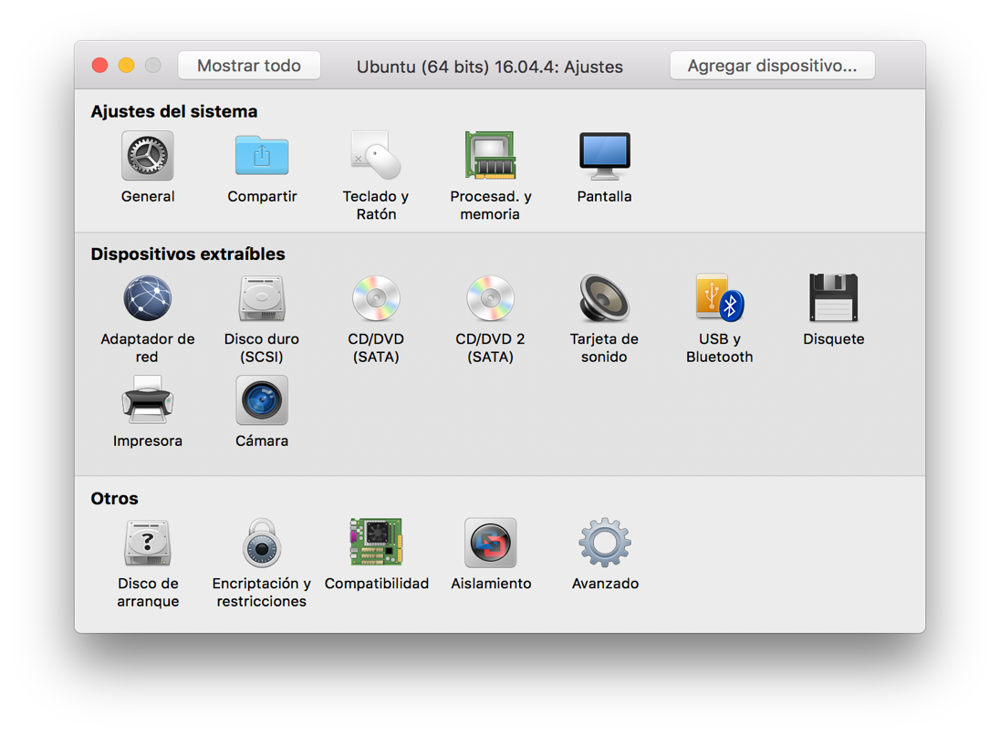 Mostrar todo
Ubuntu (64 bits) 16.04.4: Ajustes
Agregar dispositivo...
Ajustes del sistema
General
Compartir
Teclado y
Ratón
Procesad. y
memoria
Pantalla
Dispositivos extraíbles
Adaptador de
red
Disco duro
(SCSI)
CD/DVD
(SATA)
CD/DVD 2
(SATA)
Tarjeta de
sonido
USB y
Bluetooth
Disquete
Impresora
Cámara
Otros
?
Disco de
arranque
Encriptación y
restricciones
Compatibilidad
Aislamiento
Avanzado